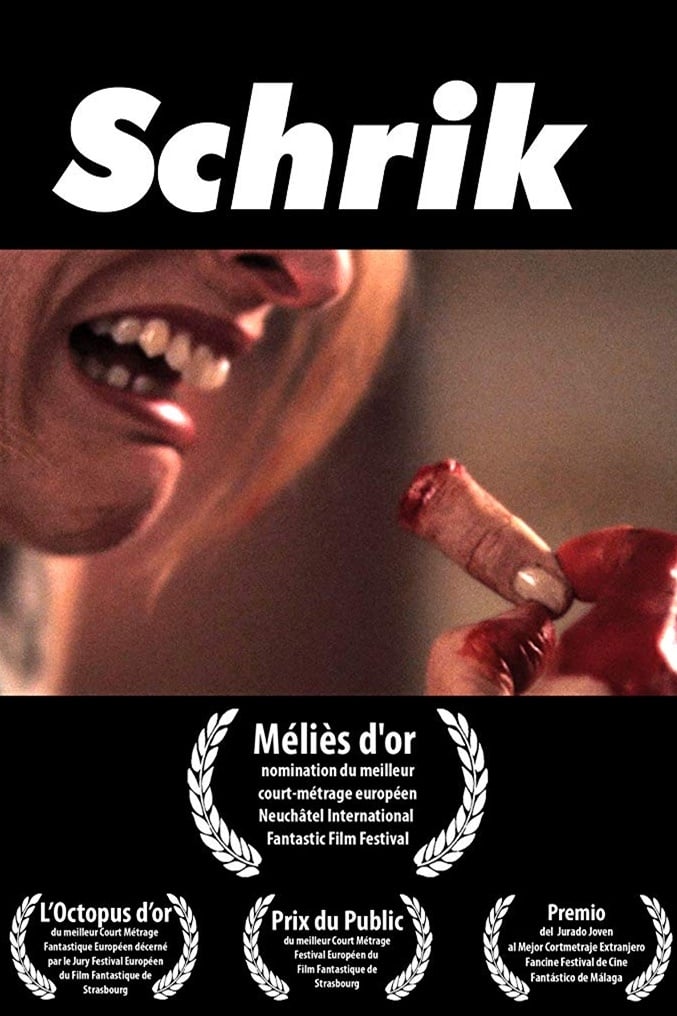 Schrik
Méliès d'or
nomination du meilleur
court-métrage européen
Neuchâtel International
Fantastic Film Festival
L'Octopus d'or
du meilleur Court Métrage
Fantastique Européen décerné
par le Jury Festival Européen
du Film Fantastique de
Strasbourg
Prix du Public
du meilleur Court Métrage
Festival Européen du
Film Fantastique de
Strasbourg
Premio
del Jurado Joven
al Mejor Cortmetraje Extranjero
Fancine Festival de Cine
Fantástico de Málaga